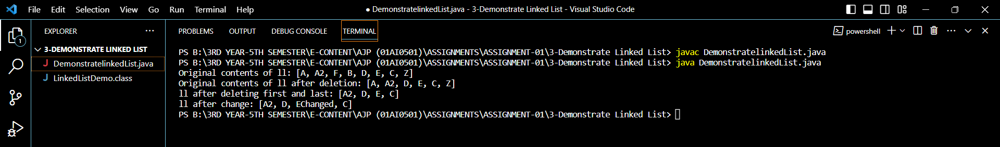 File Edit Selection View Go Run Terminal Help ● DemonstratelinkedList.java - 3-Demonstrate Linked List - Visual Studio Code
EXPLORER ···
1
3-DEMONSTRATE LINKED LIST
J DemonstratelinkedList.java
J LinkedListDemo.class
PROBLEMS OUTPUT DEBUG CONSOLE TERMINAL powershell
PS B:\3RD YEAR-5TH SEMESTER\E-CONTENT\AJP (01AI0501)\ASSIGNMENTS\ASSIGNMENT-01\3-Demonstrate Linked List> javac DemonstratelinkedList.java
PS B:\3RD YEAR-5TH SEMESTER\E-CONTENT\AJP (01AI0501)\ASSIGNMENTS\ASSIGNMENT-01\3-Demonstrate Linked List> java DemonstratelinkedList.java
Original contents of ll: [A, A2, F, B, D, E, C, Z]
Original contents of ll after deletion: [A, A2, D, E, C, Z]
ll after deleting first and last: [A2, D, E, C]
ll after change: [A2, D, EChanged, C]
PS B:\3RD YEAR-5TH SEMESTER\E-CONTENT\AJP (01AI0501)\ASSIGNMENTS\ASSIGNMENT-01\3-Demonstrate Linked List>